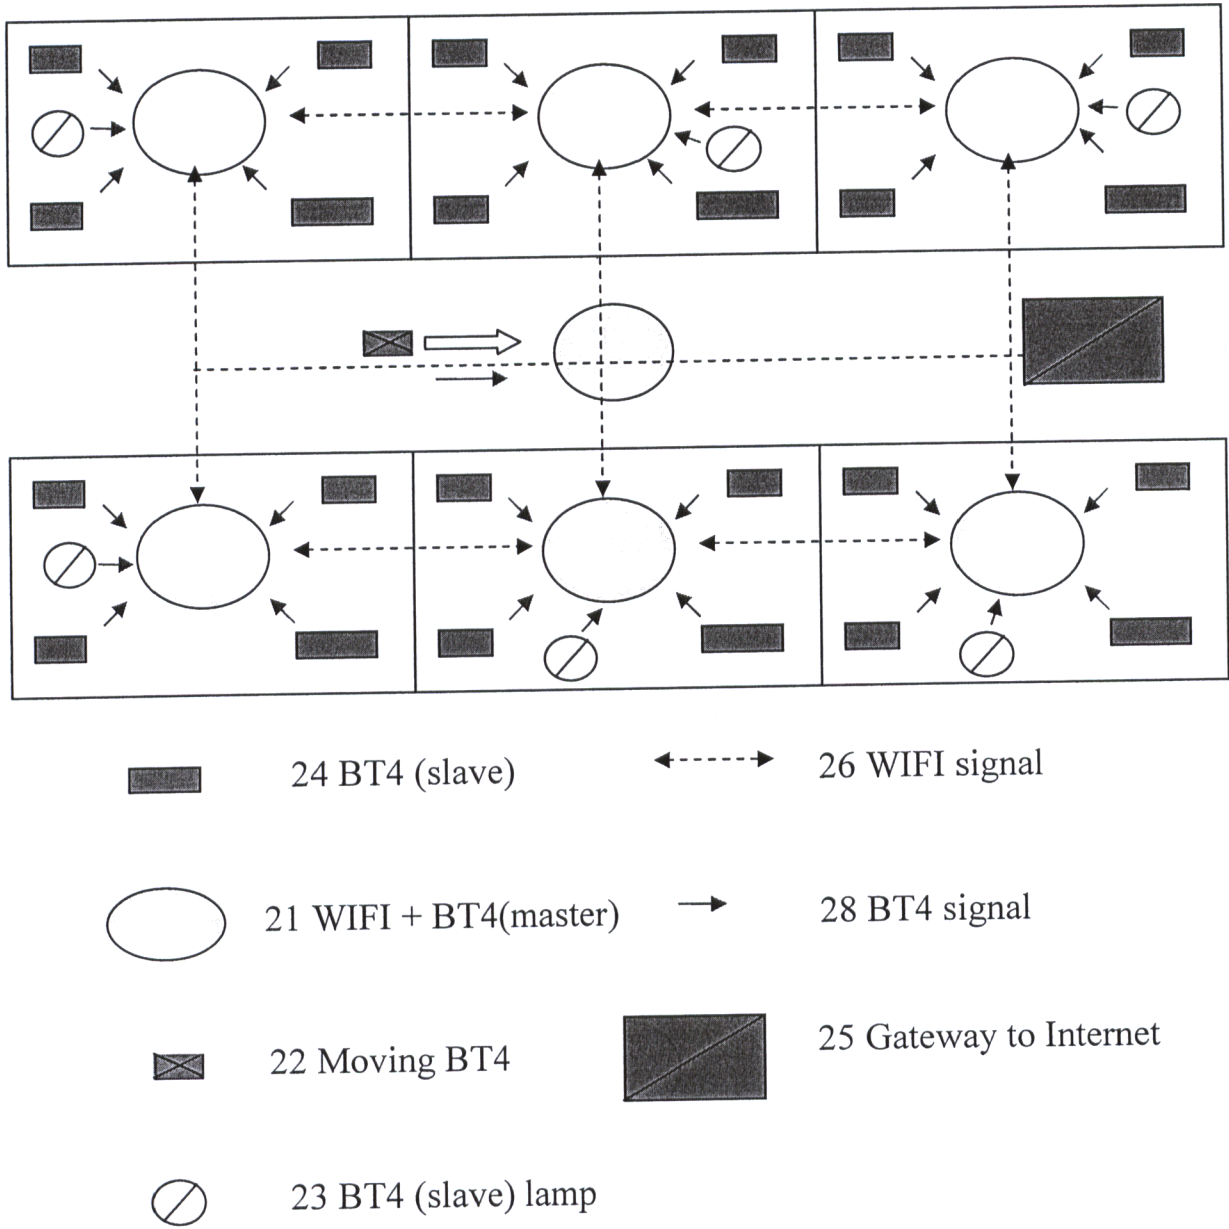 24 BT4 (slave)
26 WIFI signal
21 WIFI + BT4(master)
28 BT4 signal
22 Moving BT4
25 Gateway to Internet
23 BT4 (slave) lamp